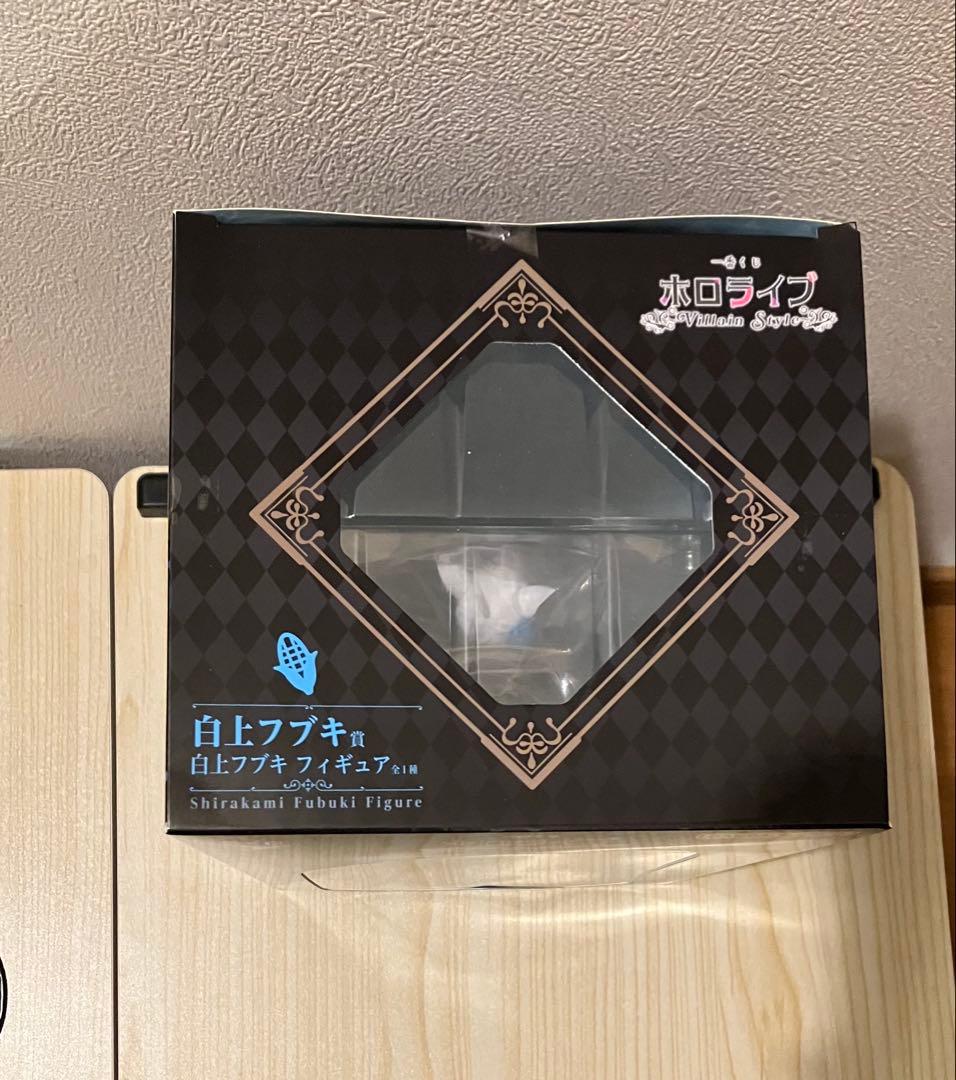 一番くじ
ホロライブ
Villain Style
白上フブキ賞
白上フブキ フィギュア全1種
Shirakami Fubuki Figure